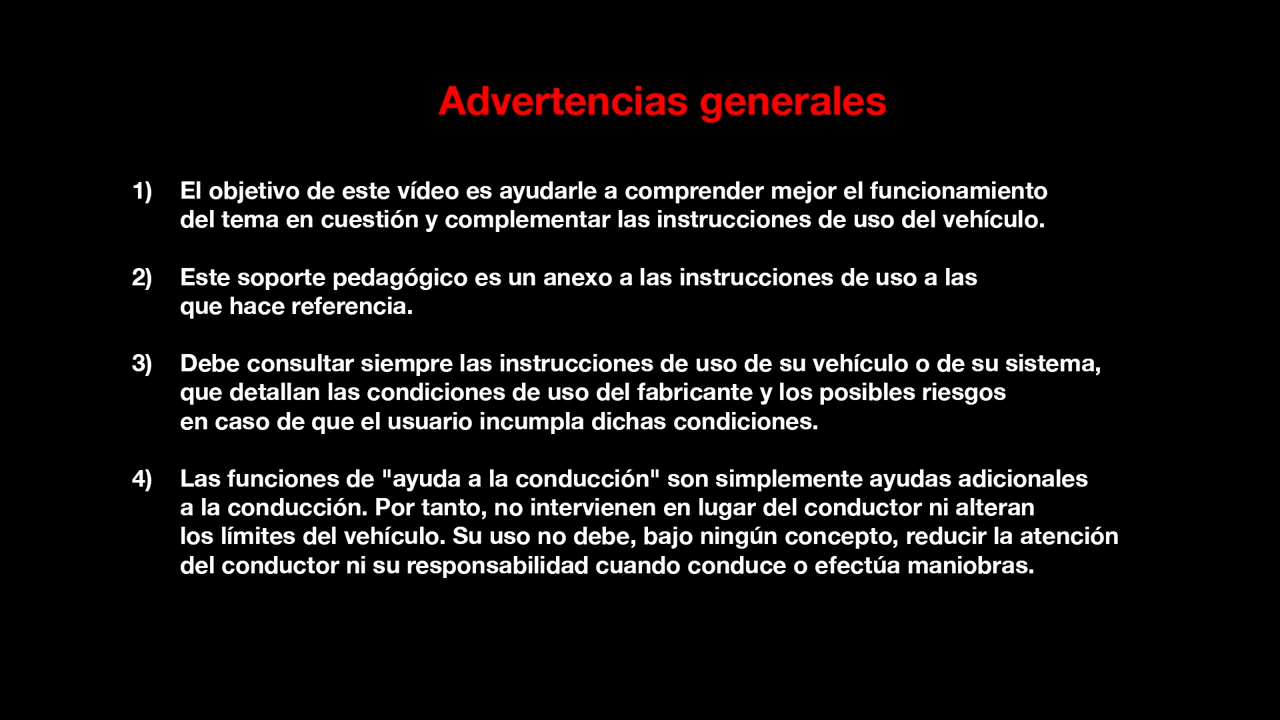 Advertencias generales
1) El objetivo de este vídeo es ayudarle a comprender mejor el funcionamiento
del tema en cuestión y complementar las instrucciones de uso del vehículo.
2) Este soporte pedagógico es un anexo a las instrucciones de uso a las
que hace referencia.
3) Debe consultar siempre las instrucciones de uso de su vehículo o de su sistema,
que detallan las condiciones de uso del fabricante y los posibles riesgos
en caso de que el usuario incumpla dichas condiciones.
4) Las funciones de "ayuda a la conducción" son simplemente ayudas adicionales
a la conducción. Por tanto, no intervienen en lugar del conductor ni alteran
los límites del vehículo. Su uso no debe, bajo ningún concepto, reducir la atención
del conductor ni su responsabilidad cuando conduce o efectúa maniobras.